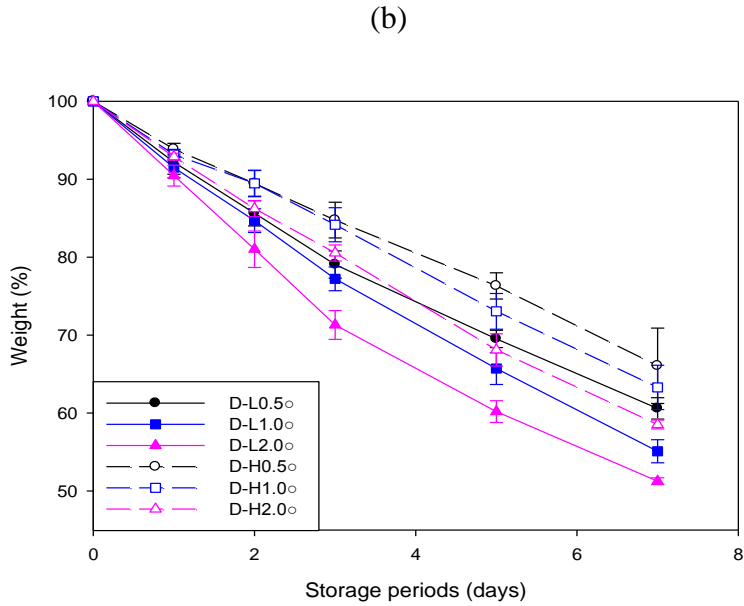 (b)
100
90
80
70
60
50
Weight (%)
D-L0.5○
D-L1.0○
D-L2.0○
D-H0.5○
D-H1.0○
D-H2.0○
0 2 4 6 8
Storage periods (days)